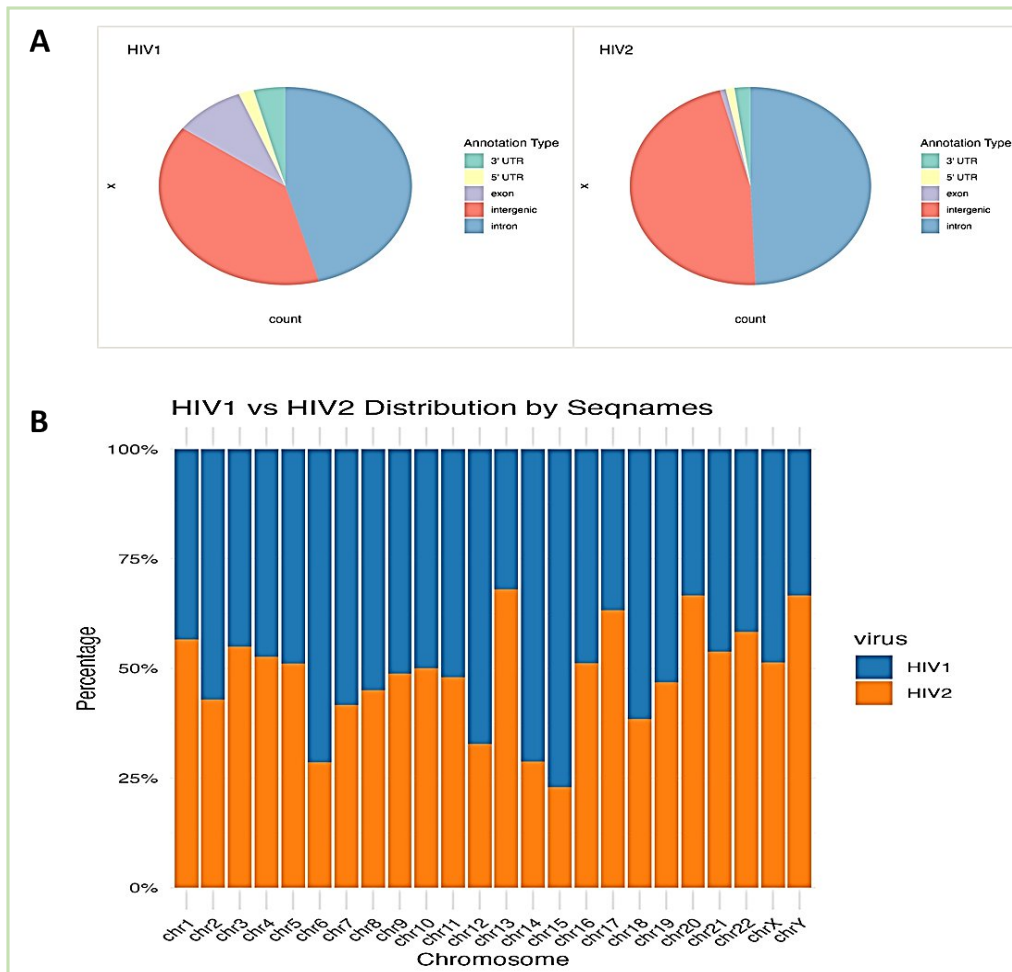 A
HIV1
x
count
Annotation Type
3' UTR
5' UTR
exon
intergenic
intron
HIV2
x
count
Annotation Type
3' UTR
5' UTR
exon
intergenic
intron
B
HIV1 vs HIV2 Distribution by Seqnames
Percentage
100%
75%
50%
25%
0%
chr1
chr2
chr3
chr4
chr5
chr6
chr7
chr8
chr9
chr10
chr11
chr12
chr13
chr14
chr15
chr16
chr17
chr18
chr19
chr20
chr21
chr22
chrX
chrY
Chromosome
virus
HIV1
HIV2